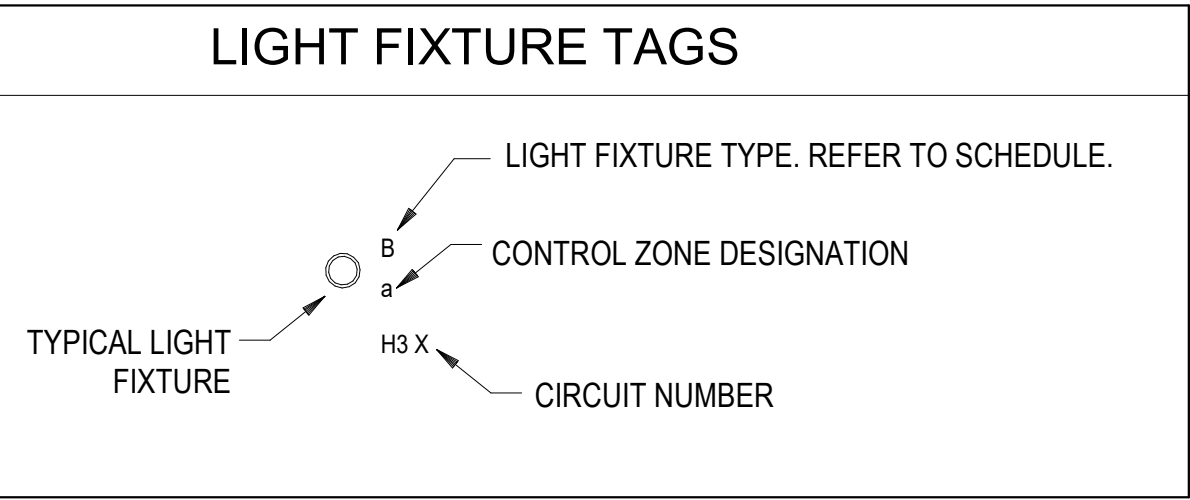 LIGHT FIXTURE TAGS
LIGHT FIXTURE TYPE. REFER TO SCHEDULE.
B
CONTROL ZONE DESIGNATION
a
TYPICAL LIGHT
FIXTURE
H3 X
CIRCUIT NUMBER